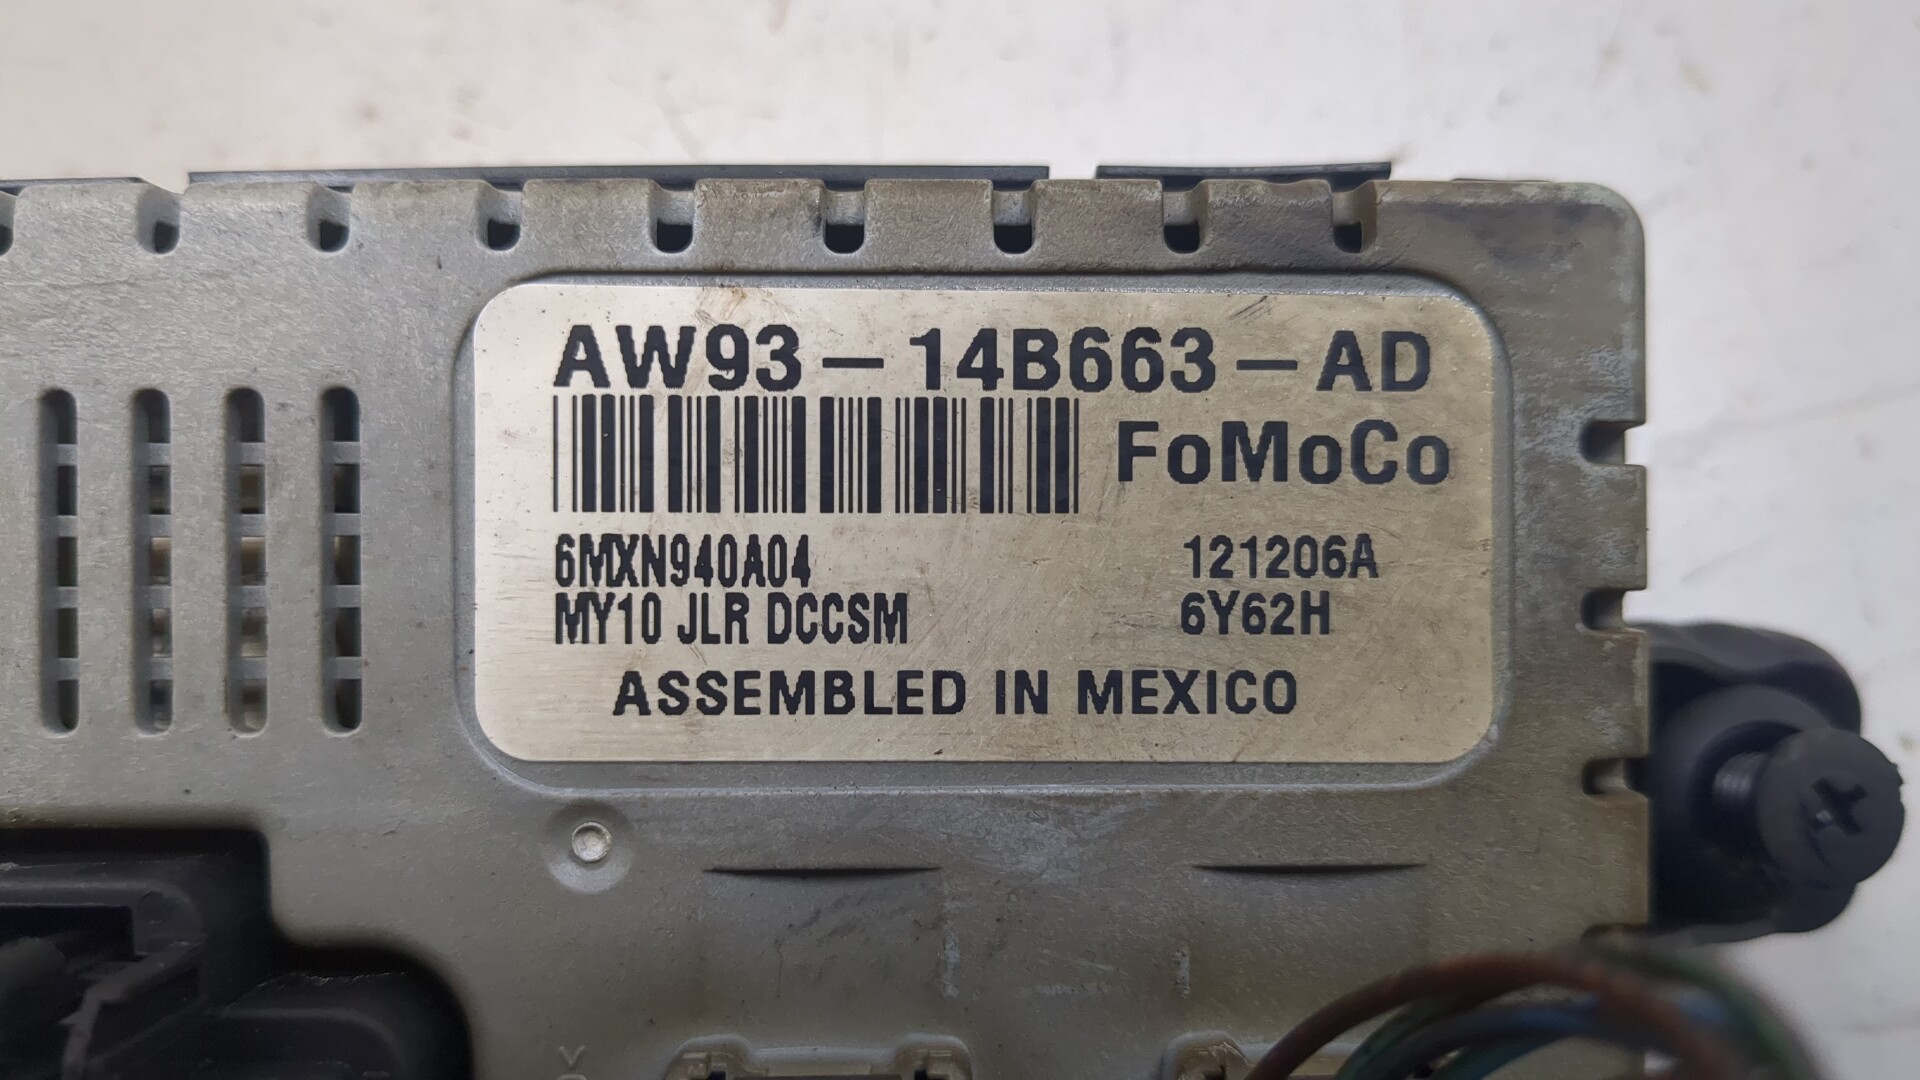 AW93-14B663-AD
FoMoCo
6MXN940A04 121206A
MY10 JLR DCCSM 6Y62H
ASSEMBLED IN MEXICO